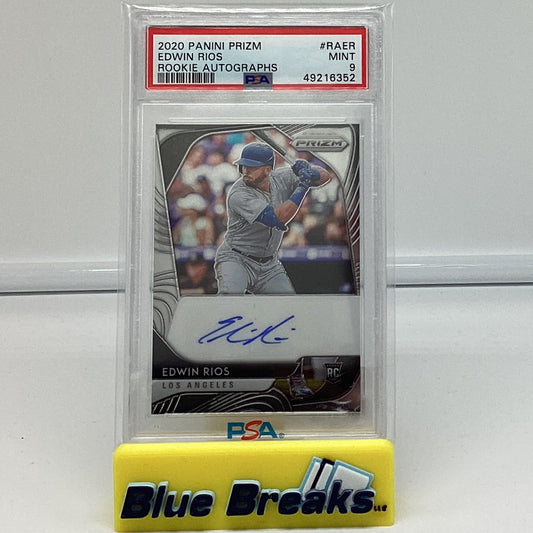 2020 PANINI PRIZM #RAER
EDWIN RIOS MINT
ROOKIE AUTOGRAPHS PSA 9
49216352
PRIZM
EDWIN RIOS
LOS ANGELES
RC
PSA
Blue Breaks LLC